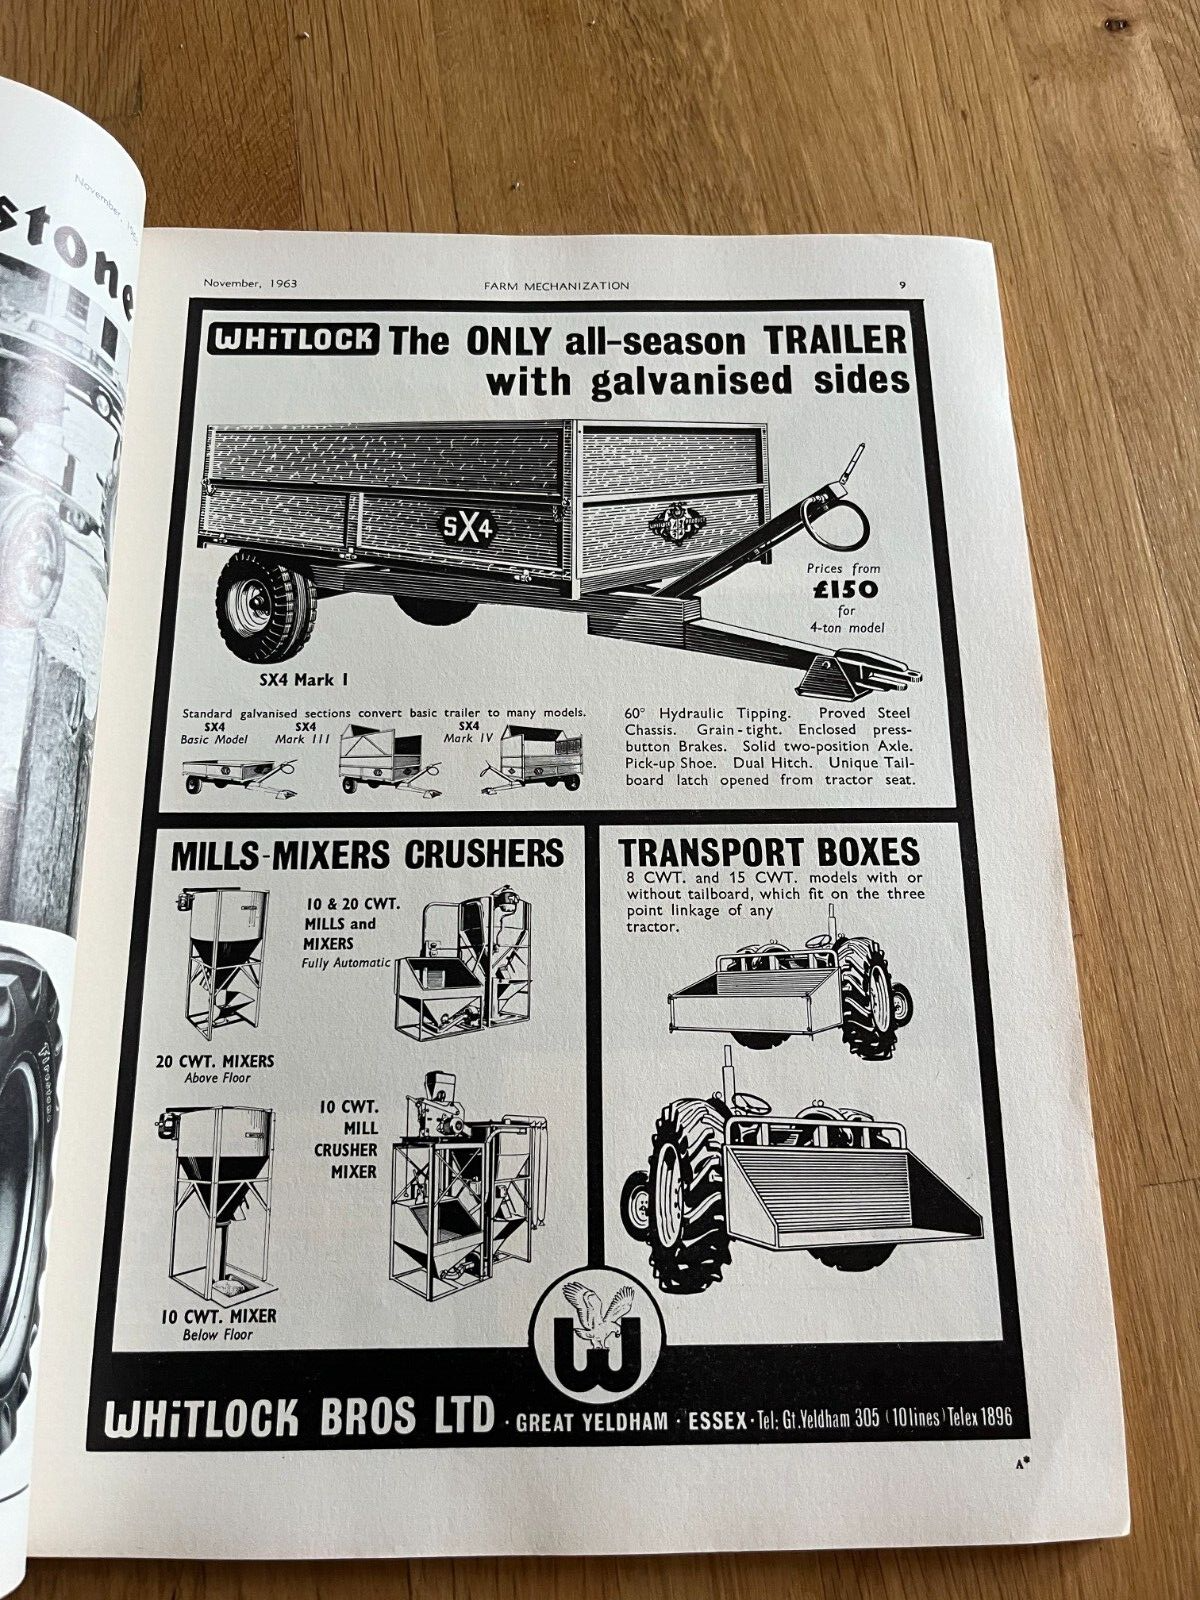 stone
November, 196
November, 1963
FARM MECHANIZATION
9
WHiTLOCK The ONLY all-season TRAILER
with galvanised sides
SX4
WHITLOCK PRODUCT
Prices from
£150
for
4-ton model
SX4 Mark I
Standard galvanised sections convert basic trailer to many models.
SX4
Basic Model
SX4
Mark III
SX4
Mark IV
60° Hydraulic Tipping. Proved Steel
Chassis. Grain-tight. Enclosed press-
button Brakes. Solid two-position Axle.
Pick-up Shoe. Dual Hitch. Unique Tail-
board latch opened from tractor seat.
MILLS-MIXERS CRUSHERS
10 & 20 CWT.
MILLS and
MIXERS
Fully Automatic
20 CWT. MIXERS
Above Floor
10 CWT.
MILL
CRUSHER
MIXER
10 CWT. MIXER
Below Floor
TRANSPORT BOXES
8 CWT. and 15 CWT. models with or
without tailboard, which fit on the three
point linkage of any
tractor.
Firestone
W
WHiTLOCK BROS LTD · GREAT YELDHAM · ESSEX · Tel: Gt. Yeldham 305 (10 lines) Telex 1896
A*